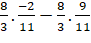 8/3 . -2/11 - 8/3 . 9/11